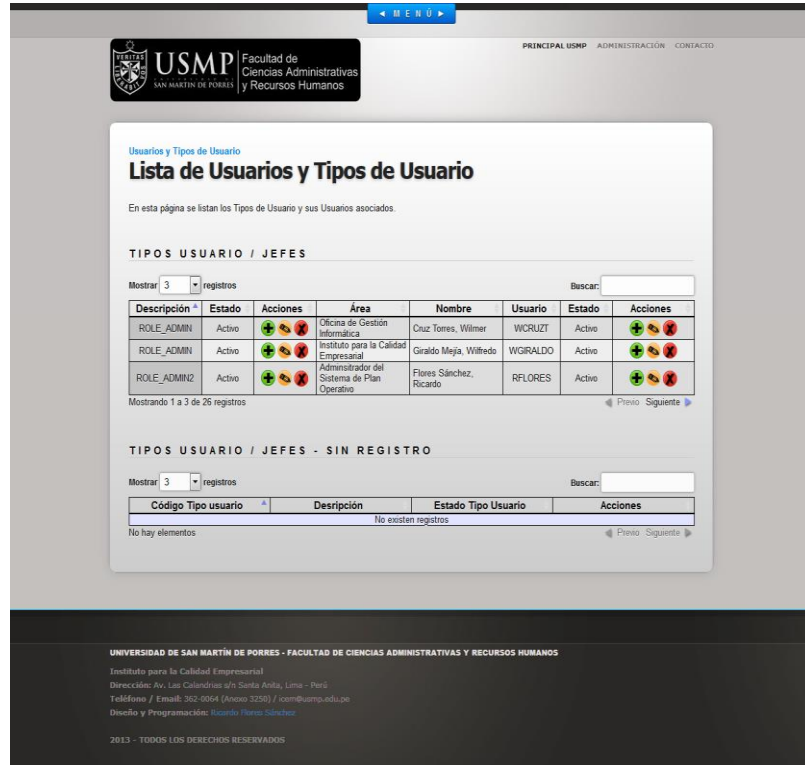 ◄ M E N Ú ►
PRINCIPAL USMP ADMINISTRACIÓN CONTACTO
VERITAS
USMP
SAN MARTIN DE PORRES
Facultad de
Ciencias Administrativas
y Recursos Humanos
Usuarios y Tipos de Usuario
Lista de Usuarios y Tipos de Usuario
En esta página se listan los Tipos de Usuario y sus Usuarios asociados.
TIPOS USUARIO / JEFES
Mostrar 3 registros Buscar:
Descripción Estado Acciones Área Nombre Usuario Estado Acciones
ROLE_ADMIN Activo Oficina de Gestión Informática Cruz Torres, Wilmer WCRUZT Activo
ROLE_ADMIN Activo Instituto para la Calidad Empresarial Giraldo Mejía, Wilfredo WGIRALDO Activo
ROLE_ADMIN2 Activo Adminsitrador del Sistema de Plan Operativo Flores Sánchez, Ricardo RFLORES Activo
Mostrando 1 a 3 de 26 registros Previo Siguiente
TIPOS USUARIO / JEFES - SIN REGISTRO
Mostrar 3 registros Buscar:
Código Tipo usuario Desripción Estado Tipo Usuario Acciones
No existen registros
No hay elementos Previo Siguiente
UNIVERSIDAD DE SAN MARTÍN DE PORRES - FACULTAD DE CIENCIAS ADMINISTRATIVAS Y RECURSOS HUMANOS
Instituto para la Calidad Empresarial
Dirección: Av. Las Calandrias s/n Santa Anita, Lima - Perú
Teléfono / Email: 362-0064 (Anexo 3250) / icem@usmp.edu.pe
Diseño y Programación: Ricardo Flores Sánchez
2013 - TODOS LOS DERECHOS RESERVADOS